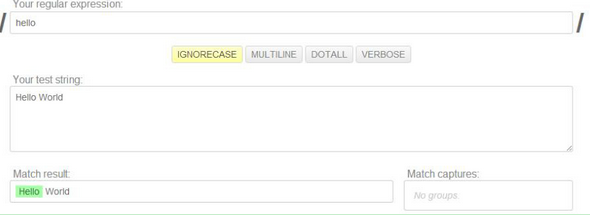 Your regular expression:
/ hello /
IGNORECASE MULTILINE DOTALL VERBOSE
Your test string:
Hello World
Match result: Match captures:
Hello World No groups.